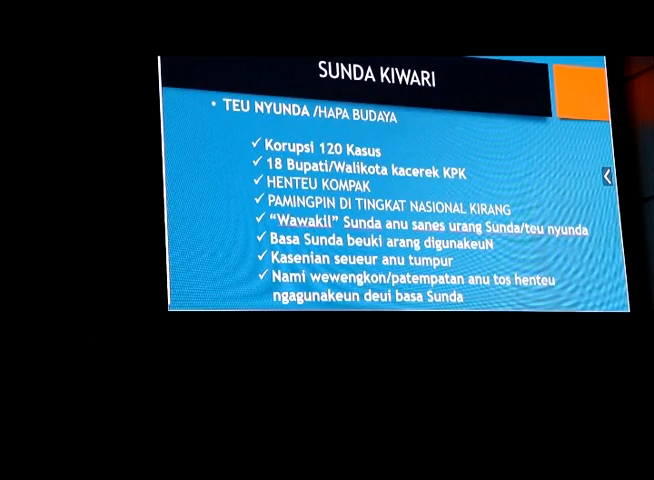 SUNDA KIWARI
• TEU NYUNDA /HAPA BUDAYA
✓ Korupsi 120 Kasus
✓ 18 Bupati/Walikota kacerek KPK
✓ HENTEU KOMPAK
✓ PAMINGPIN DI TINGKAT NASIONAL KIRANG
✓ “Wawakil” Sunda anu sanes urang Sunda/teu nyunda
✓ Basa Sunda beuki arang digunakeuN
✓ Kasenian seueur anu tumpur
✓ Nami wewengkon/patempatan anu tos henteu
ngagunakeun deui basa Sunda